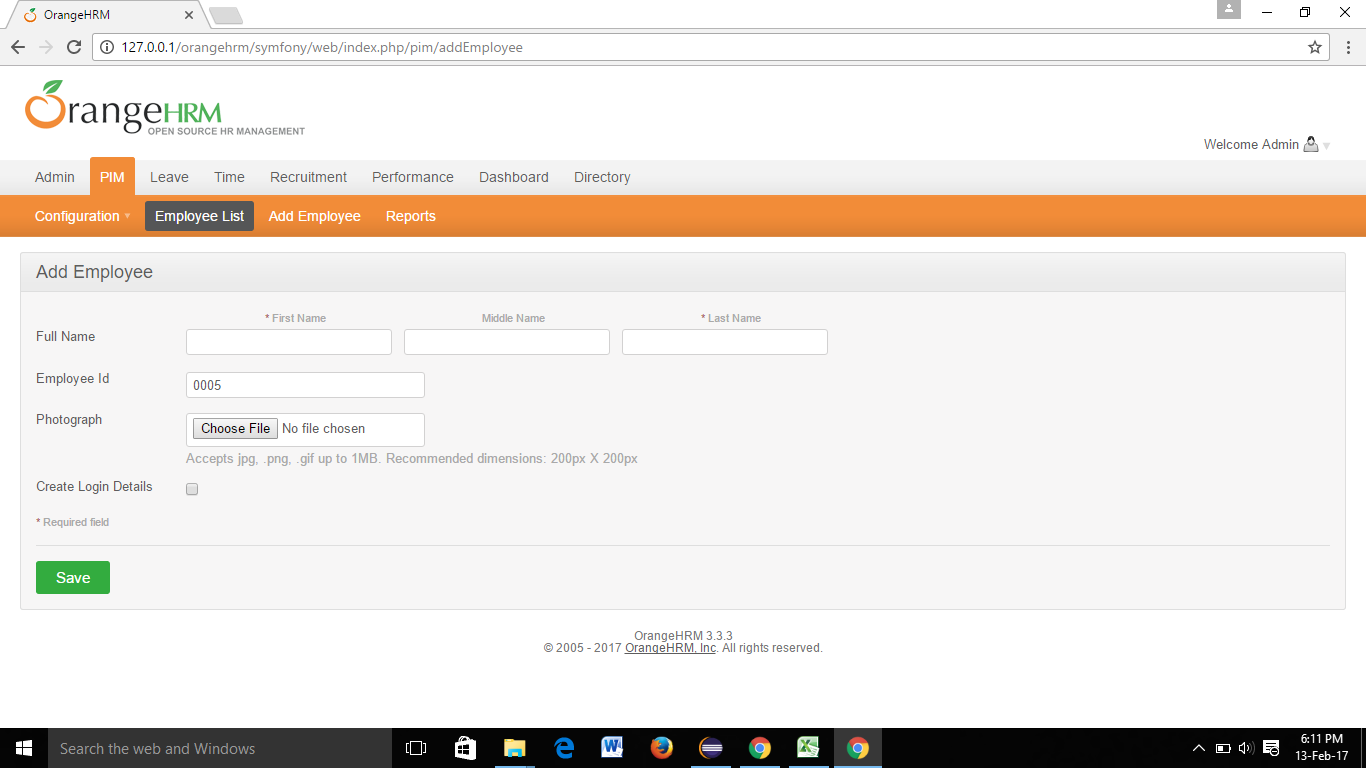 OrangeHRM
127.0.0.1/orangehrm/symfony/web/index.php/pim/addEmployee
OrangeHRM
OPEN SOURCE HR MANAGEMENT
Welcome Admin
Admin PIM Leave Time Recruitment Performance Dashboard Directory
Configuration Employee List Add Employee Reports
Add Employee
* First Name Middle Name * Last Name
Full Name
Employee Id 0005
Photograph Choose File No file chosen
Accepts jpg, .png, .gif up to 1MB. Recommended dimensions: 200px X 200px
Create Login Details
* Required field
Save
OrangeHRM 3.3.3
© 2005 - 2017 OrangeHRM, Inc. All rights reserved.
Search the web and Windows
6:11 PM
13-Feb-17